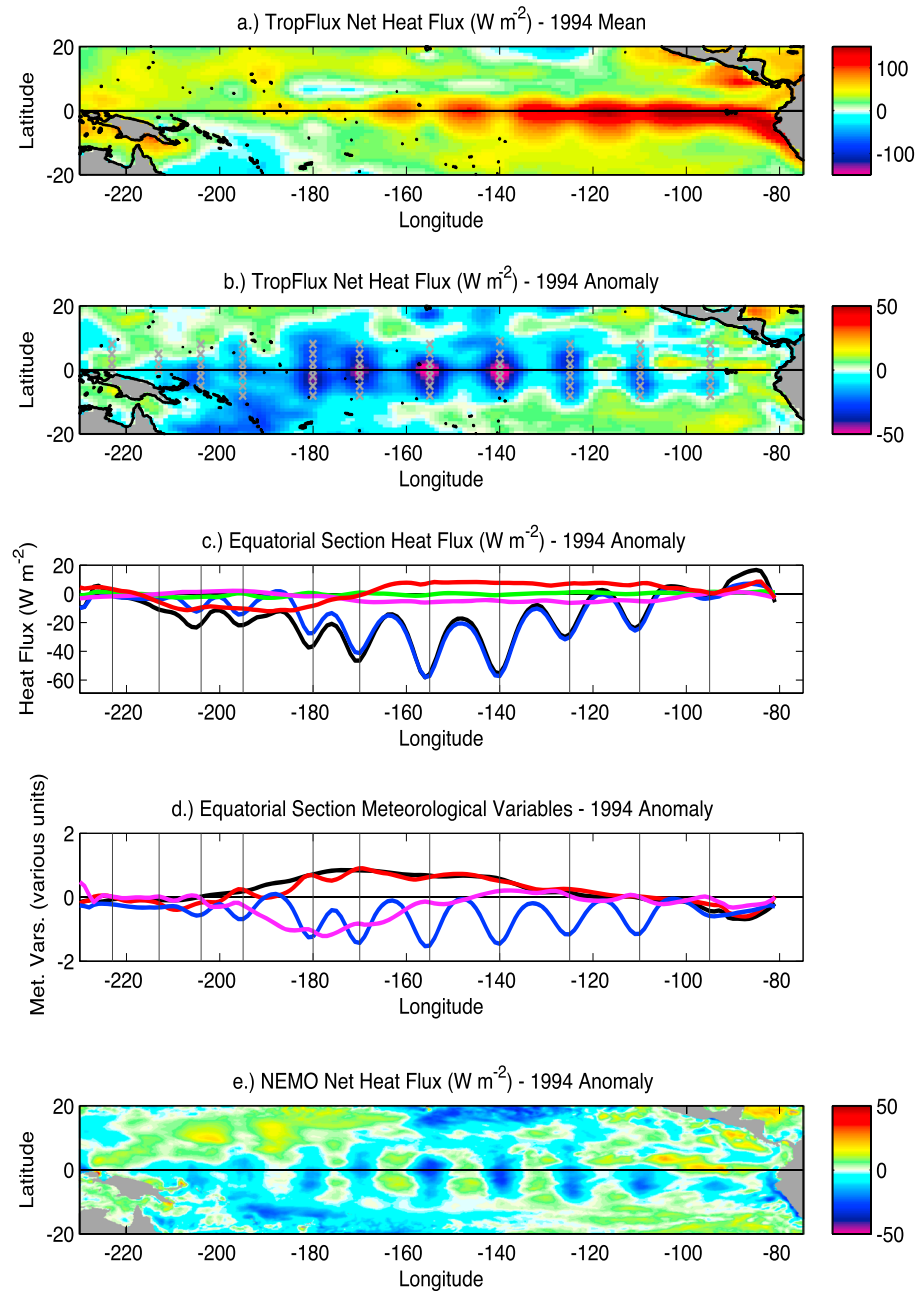 a.) TropFlux Net Heat Flux (W m-2) - 1994 Mean
20
0
-20
Latitude
-220 -200 -180 -160 -140 -120 -100 -80
Longitude
100
0
-100
b.) TropFlux Net Heat Flux (W m-2) - 1994 Anomaly
20
0
-20
Latitude
-220 -200 -180 -160 -140 -120 -100 -80
Longitude
50
0
-50
c.) Equatorial Section Heat Flux (W m-2) - 1994 Anomaly
20
0
-20
-40
-60
Heat Flux (W m-2)
-220 -200 -180 -160 -140 -120 -100 -80
Longitude
d.) Equatorial Section Meteorological Variables - 1994 Anomaly
2
0
-2
Met. Vars. (various units)
-220 -200 -180 -160 -140 -120 -100 -80
Longitude
e.) NEMO Net Heat Flux (W m-2) - 1994 Anomaly
20
0
-20
Latitude
-220 -200 -180 -160 -140 -120 -100 -80
Longitude
50
0
-50